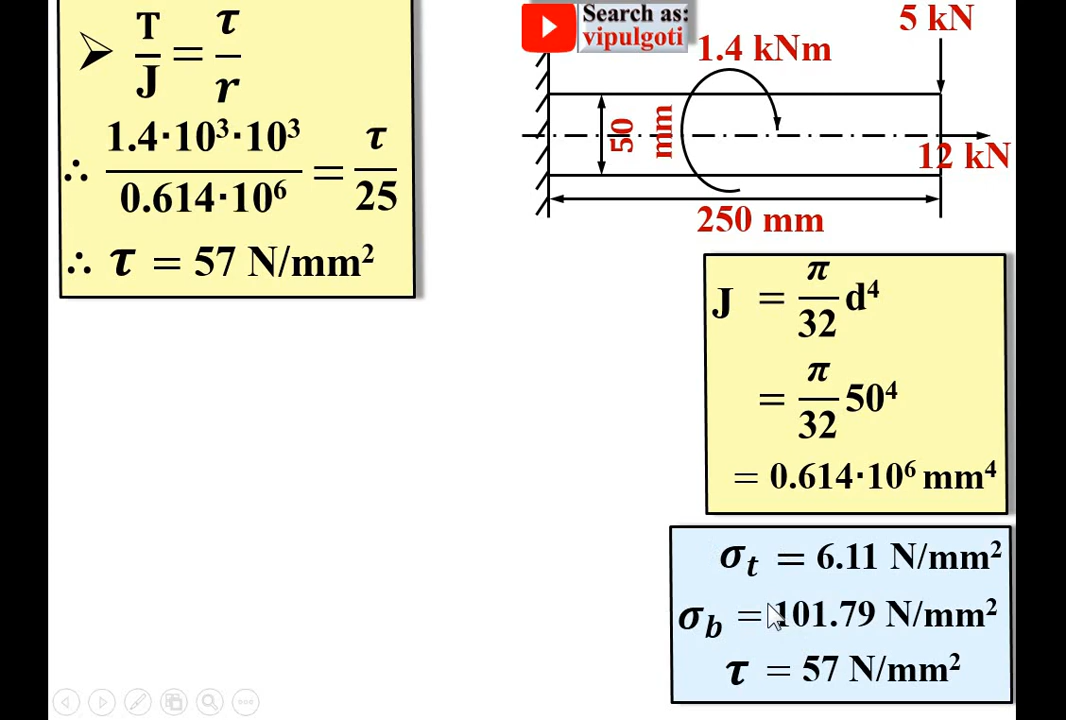 ➢ T/J = τ/r
∴ 1.4·10³·10³/0.614·10⁶ = τ/25
∴ τ = 57 N/mm²
Search as:
vipulgoti
5 kN
1.4 kNm
50 mm
12 kN
250 mm
J = π/32 d⁴
= π/32 50⁴
= 0.614·10⁶ mm⁴
σt = 6.11 N/mm²
σb = 101.79 N/mm²
τ = 57 N/mm²